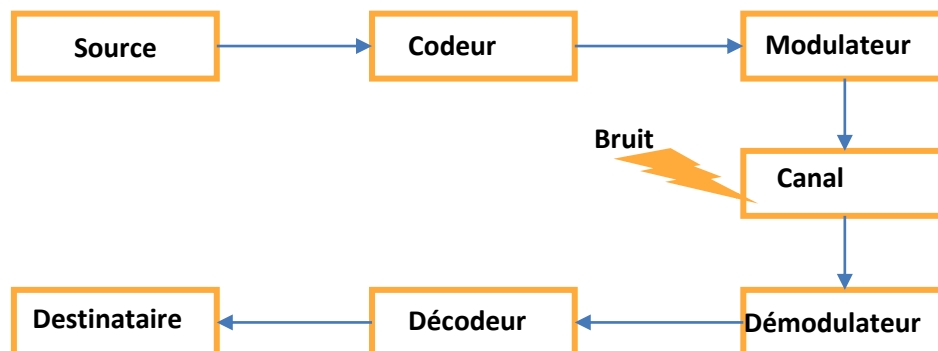 Source
Codeur
Modulateur
Bruit
Canal
Destinataire
Décodeur
Démodulateur